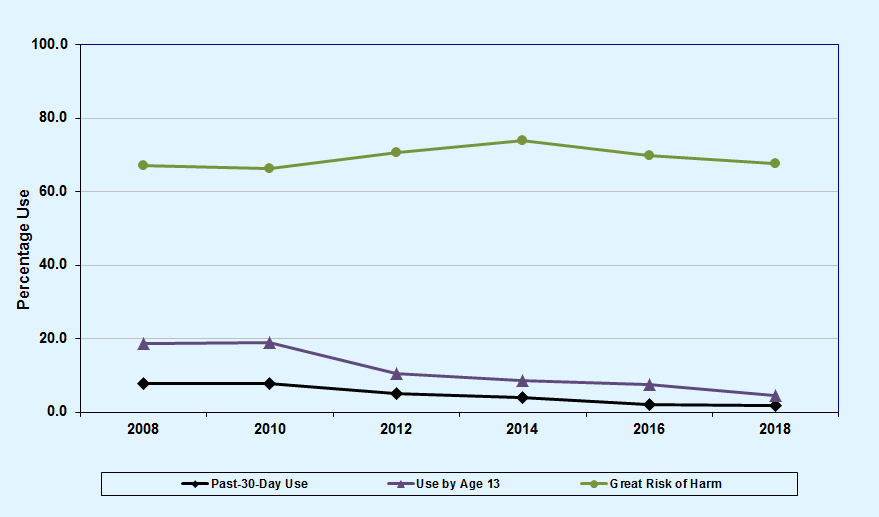 100.0
80.0
60.0
40.0
20.0
0.0
Percentage Use
2008 2010 2012 2014 2016 2018
Past-30-Day Use Use by Age 13 Great Risk of Harm